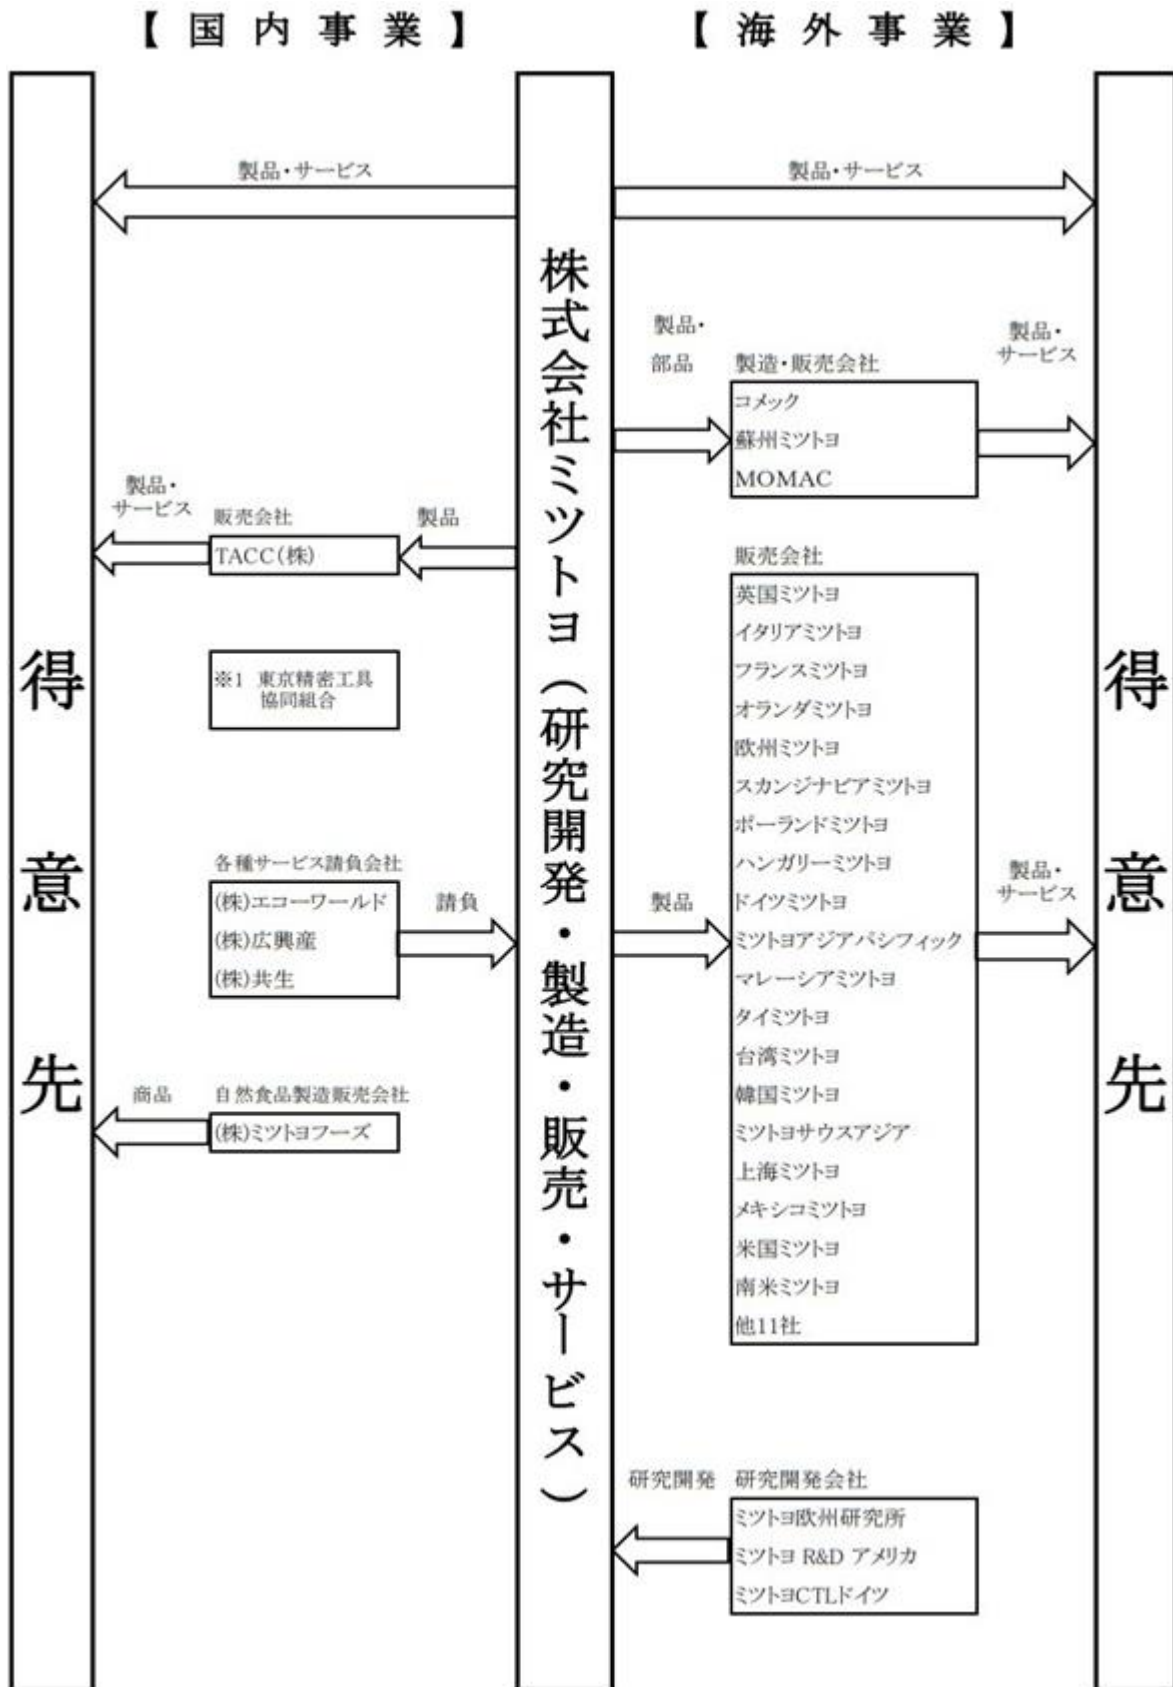 【国内事業】
【海外事業】
得意先
製品・サービス
製品・
サービス
販売会社
製品
TACC(株)
※1 東京精密工具
協同組合
各種サービス請負会社
請負
(株)エコーワールド
(株)広興産
(株)共生
商品
自然食品製造販売会社
(株)ミツトヨフーズ
株式会社ミツトヨ(研究開発・製造・販売・サービス)
製品・サービス
製品・
部品
製造・販売会社
コメック
蘇州ミツトヨ
MOMAC
製品・
サービス
販売会社
製品
英国ミツトヨ
イタリアミツトヨ
フランスミツトヨ
オランダミツトヨ
欧州ミツトヨ
スカンジナビアミツトヨ
ポーランドミツトヨ
ハンガリーミツトヨ
ドイツミツトヨ
ミツトヨアジアパシフィック
マレーシアミツトヨ
タイミツトヨ
台湾ミツトヨ
韓国ミツトヨ
ミツトヨサウスアジア
上海ミツトヨ
メキシコミツトヨ
米国ミツトヨ
南米ミツトヨ
他11社
製品・
サービス
研究開発
研究開発会社
ミツトヨ欧州研究所
ミツトヨ R&D アメリカ
ミツトヨCTLドイツ
得意先